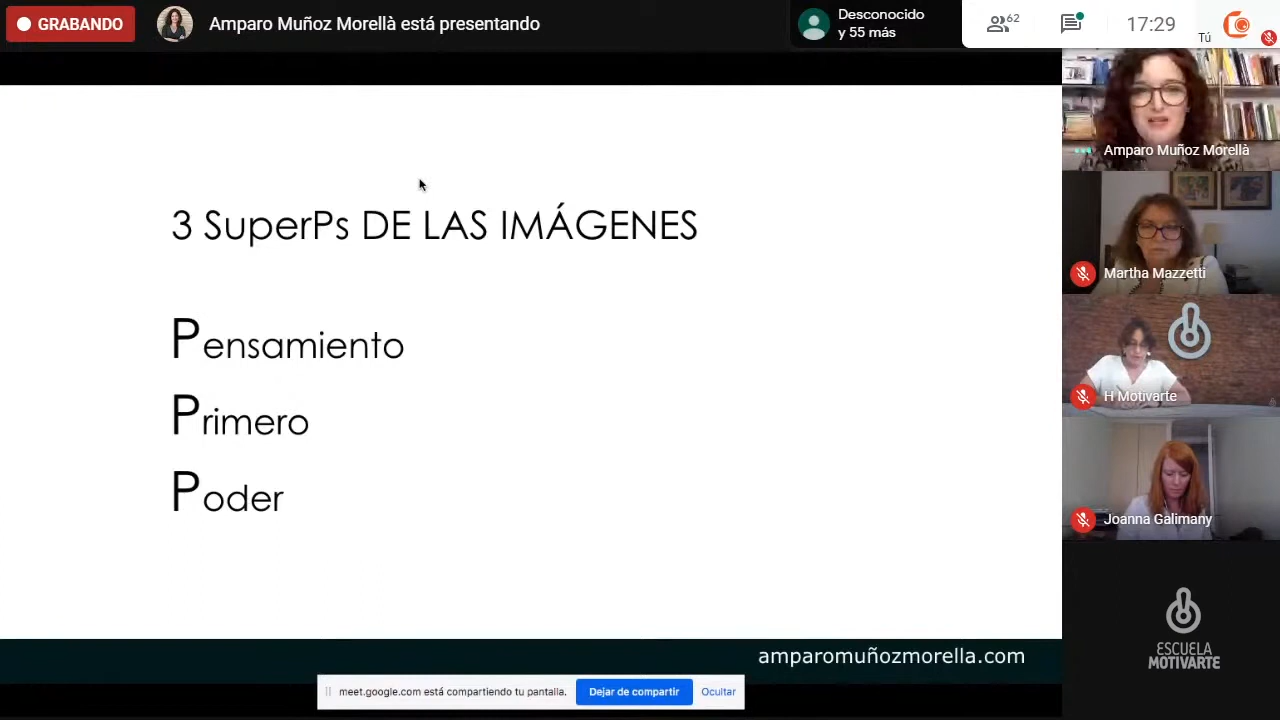 GRABANDO
Amparo Muñoz Morellà está presentando
Desconocido
y 55 más
62
17:29
Tú
Amparo Muñoz Morellà
3 SuperPs DE LAS IMÁGENES
Pensamiento
Primero
Poder
Martha Mazzetti
H Motivarte
Joanna Galimany
ESCUELA
MOTIVARTE
amparomuñozmorella.com
meet.google.com está compartiendo tu pantalla.
Dejar de compartir
Ocultar